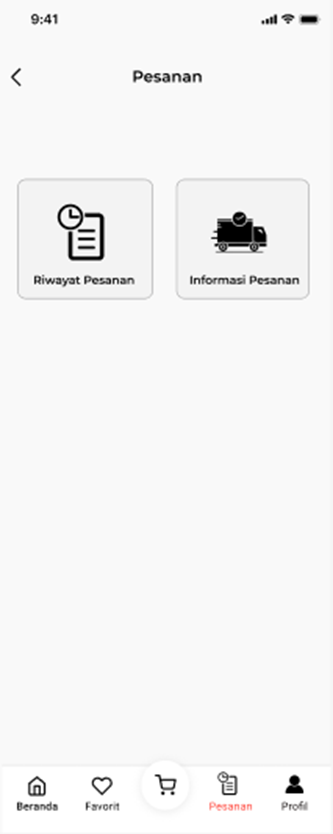 9:41
Pesanan
Riwayat Pesanan
Informasi Pesanan
Beranda
Favorit
Pesanan
Profil